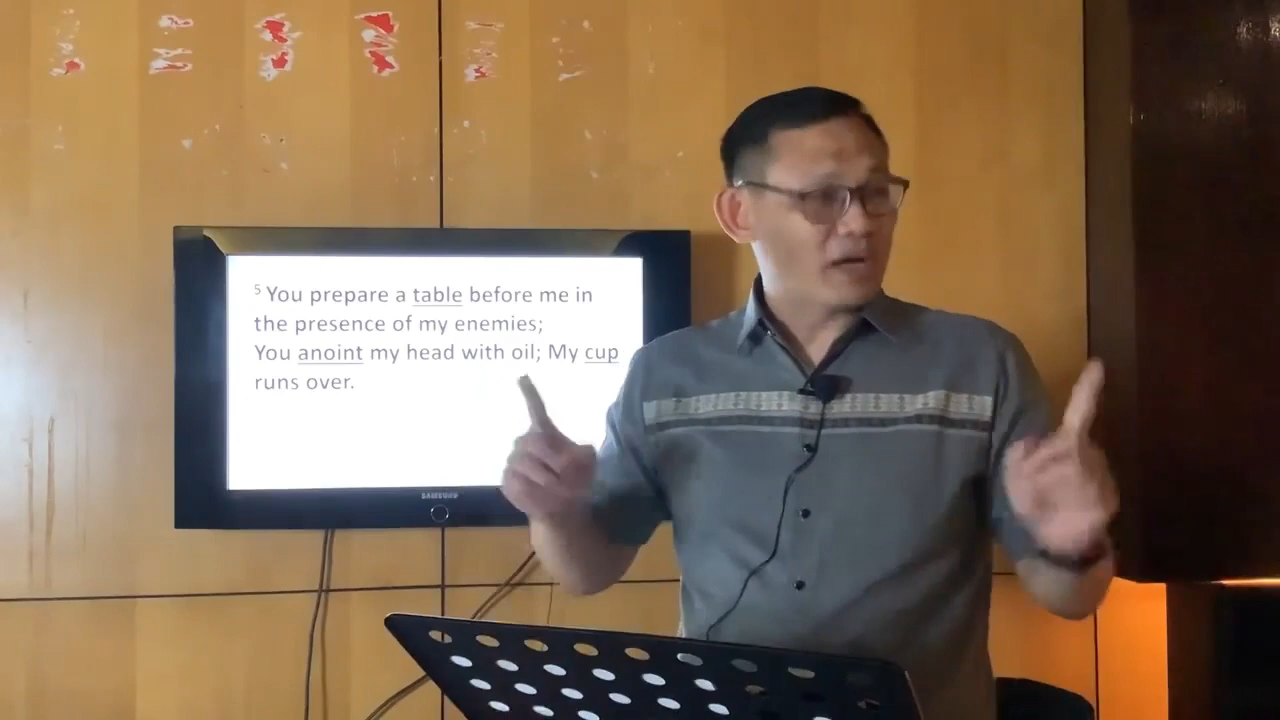 5 You prepare a table before me in
the presence of my enemies;
You anoint my head with oil; My cup
runs over.
SAMSUNG